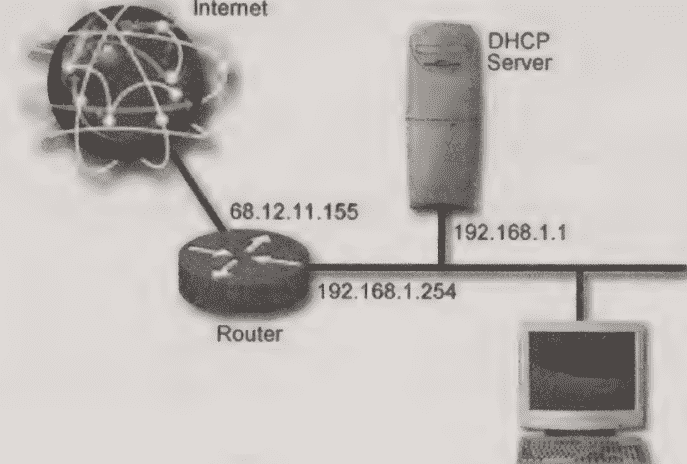 Internet
DHCP
Server
68.12.11.155
192.168.1.1
192.168.1.254
Router